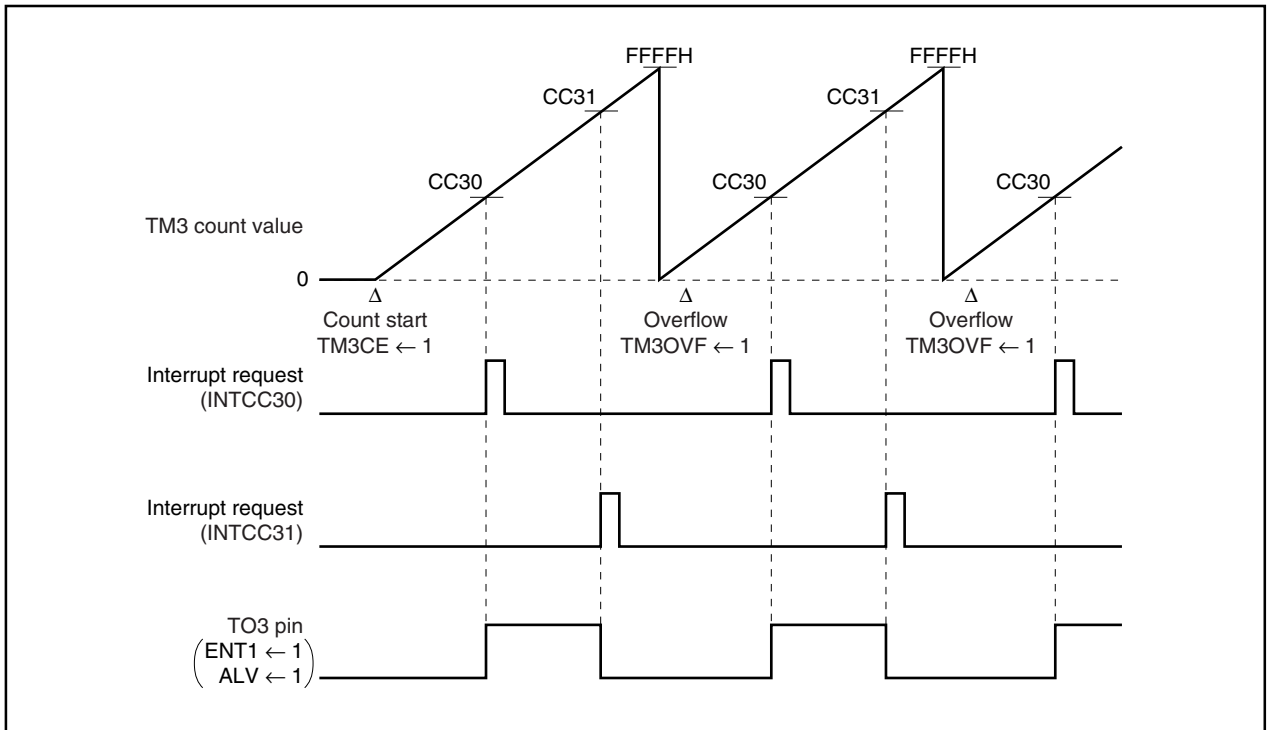 FFFFH FFFFH
CC31 CC31
CC30 CC30 CC30
TM3 count value
0
Δ Δ Δ
Count start Overflow Overflow
TM3CE ← 1 TM3OVF ← 1 TM3OVF ← 1
Interrupt request
(INTCC30)
Interrupt request
(INTCC31)
TO3 pin
(ENT1 ← 1
ALV ← 1)